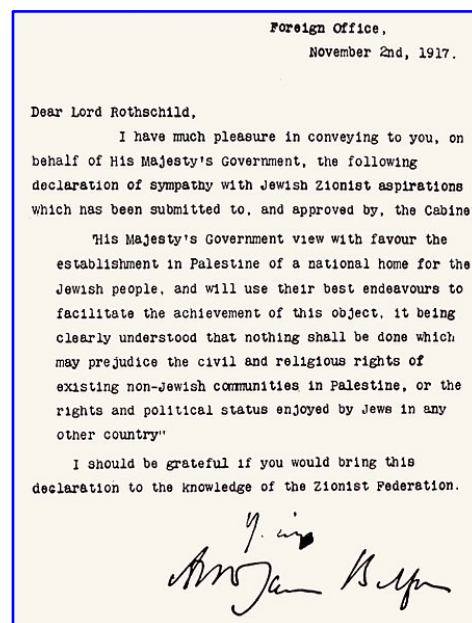 Foreign Office,
November 2nd, 1917.
Dear Lord Rothschild,
I have much pleasure in conveying to you, on
behalf of His Majesty's Government, the following
declaration of sympathy with Jewish Zionist aspirations
which has been submitted to, and approved by, the Cabine
"His Majesty's Government view with favour the
establishment in Palestine of a national home for the
Jewish people, and will use their best endeavours to
facilitate the achievement of this object, it being
clearly understood that nothing shall be done which
may prejudice the civil and religious rights of
existing non-Jewish communities in Palestine, or the
rights and political status enjoyed by Jews in any
other country"
I should be grateful if you would bring this
declaration to the knowledge of the Zionist Federation.